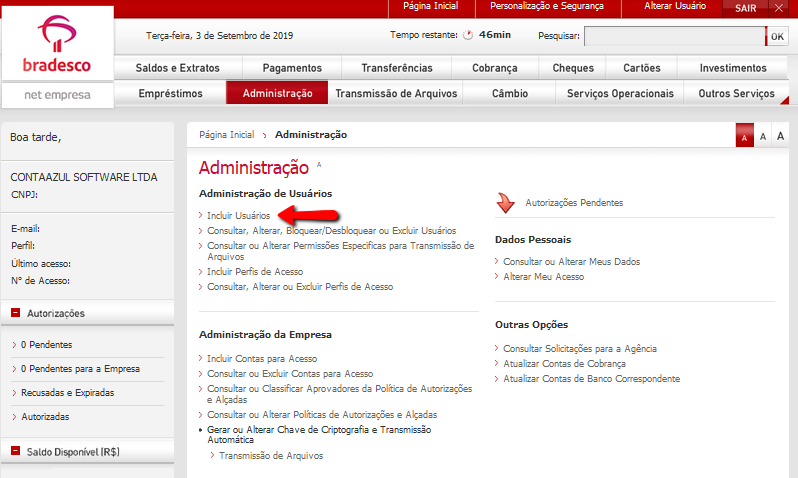 Página Inicial
Personalização e Segurança
Alterar Usuário
SAIR
bradesco
net empresa
Terça-feira, 3 de Setembro de 2019
Tempo restante: 46min
Pesquisar:
OK
Saldos e Extratos
Pagamentos
Transferências
Cobrança
Cheques
Cartões
Investimentos
Empréstimos
Administração
Transmissão de Arquivos
Câmbio
Serviços Operacionais
Outros Serviços
Boa tarde,
CONTAAZUL SOFTWARE LTDA
CNPJ:
E-mail:
Perfil:
Último acesso:
Nº de Acesso:
Autorizações
0 Pendentes
0 Pendentes para a Empresa
Recusadas e Expiradas
Autorizadas
Saldo Disponível (R$)
Página Inicial > Administração
A A A
Administração A
Administração de Usuários
Incluir Usuários
Consultar, Alterar, Bloquear/Desbloquear ou Excluir Usuários
Consultar ou Alterar Permissões Especificas para Transmissão de
Arquivos
Incluir Perfis de Acesso
Consultar, Alterar ou Excluir Perfis de Acesso
Administração da Empresa
Incluir Contas para Acesso
Consultar ou Excluir Contas para Acesso
Consultar ou Classificar Aprovadores da Política de Autorizações
e Alçadas
Consultar ou Alterar Políticas de Autorizações e Alçadas
Gerar ou Alterar Chave de Criptografia e Transmissão
Automática
Transmissão de Arquivos
Autorizações Pendentes
Dados Pessoais
Consultar ou Alterar Meus Dados
Alterar Meu Acesso
Outras Opções
Consultar Solicitações para a Agência
Atualizar Contas de Cobrança
Atualizar Contas de Banco Correspondente